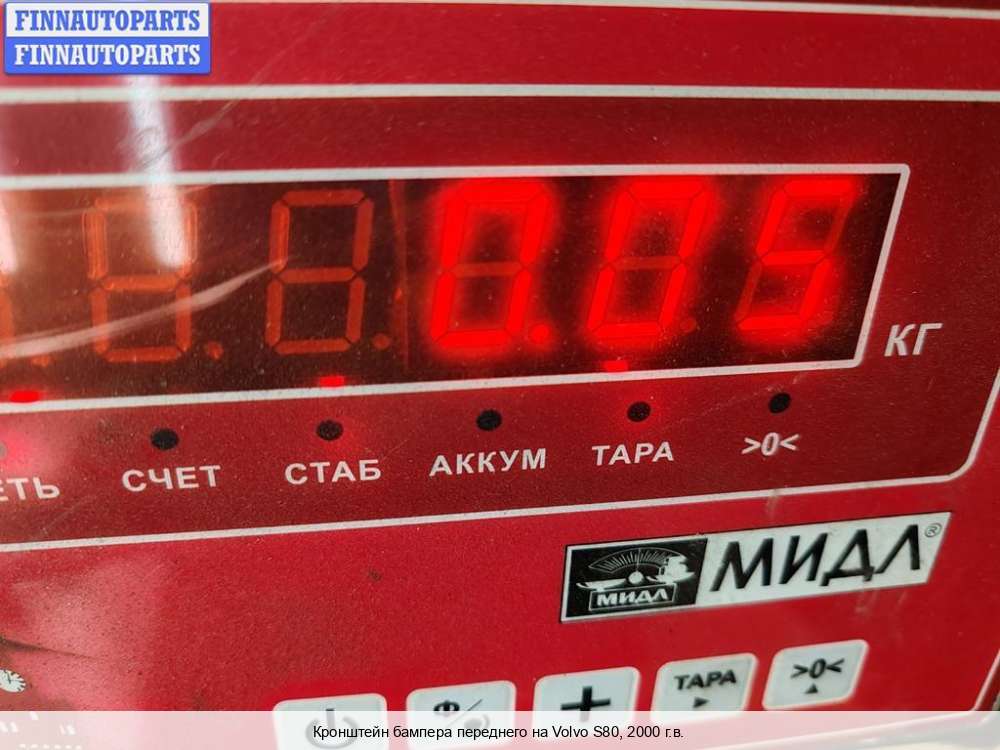 FINNAUTOPARTS
FINNAUTOPARTS
0.05
КГ
СЧЕТ СТАБ АККУМ ТАРА >0<
МИДЛ МИДЛ®
ТАРА >0<
Кронштейн бампера переднего на Volvo S80, 2000 г.в.